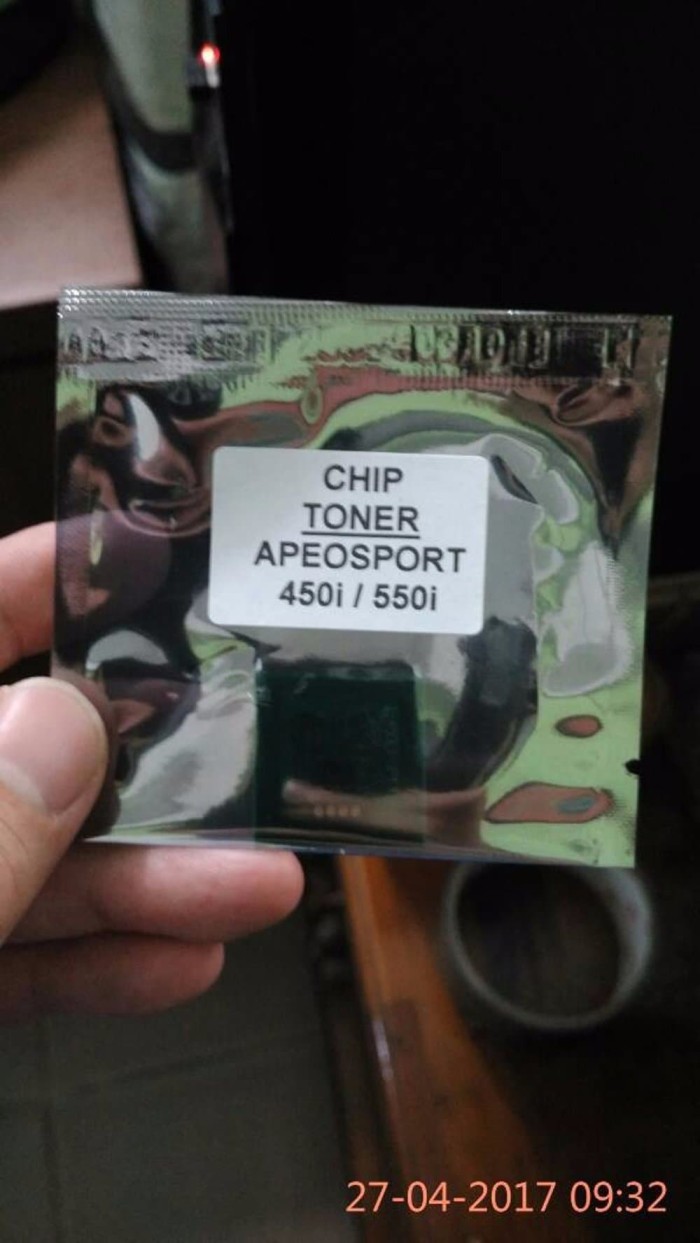 CHIP
TONER
APEOSPORT
450i / 550i
27-04-2017 09:32